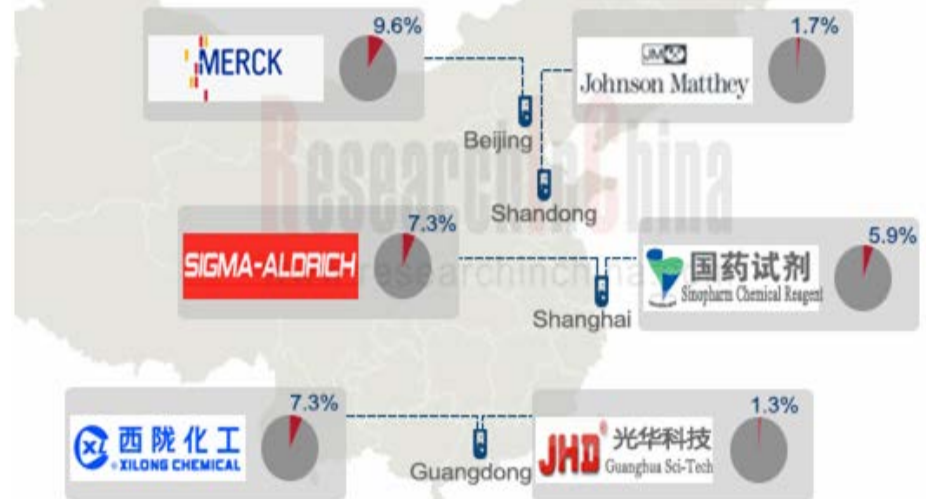 9.6%
MERCK
1.7%
JM
Johnson Matthey
Beijing
ResearchInChina
Shandong
7.3%
SIGMA-ALDRICH
www.researchinchina
5.9%
国药试剂
Sinopharm Chemical Reagent
Shanghai
7.3%
西陇化工
XILONG CHEMICAL
1.3%
JHD®
光华科技
Guanghua Sci-Tech
Guangdong